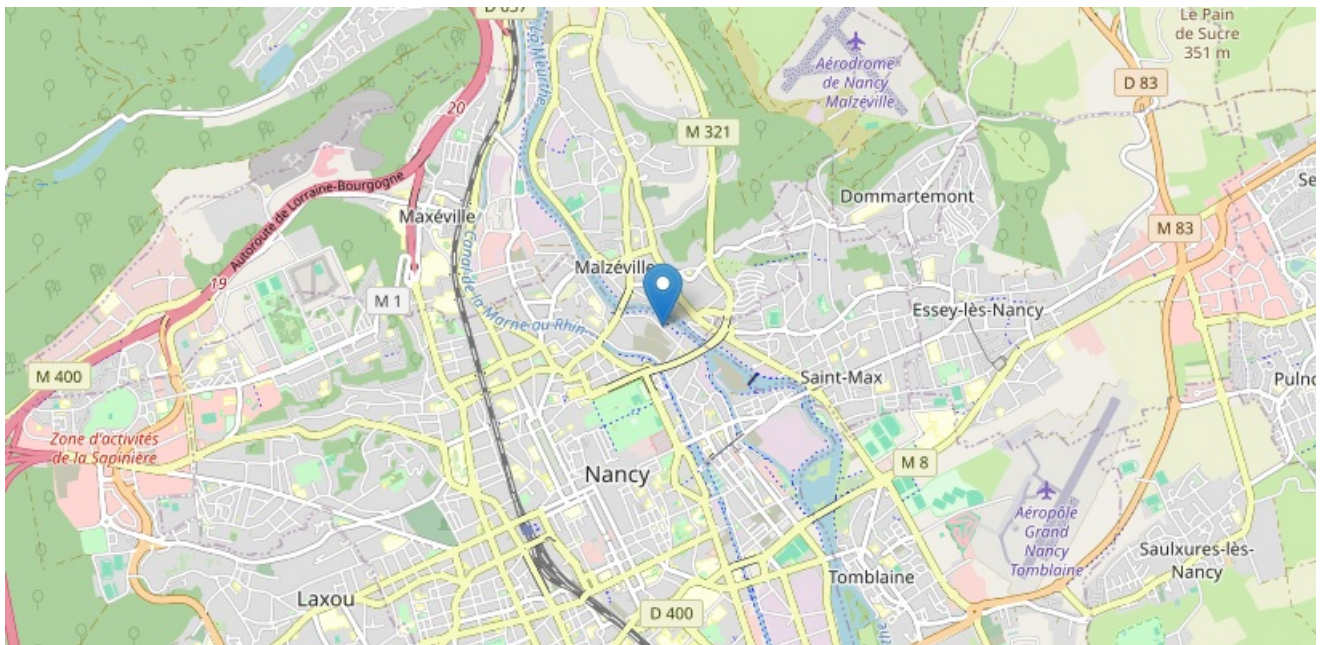 D 657
Le Pain
de Sucre
351 m
La Meurthe
Aérodrome
de Nancy
Malzéville
D 83
20
M 321
Autoroute de Lorraine-Bourgogne
Dommartemont
Maxéville
M 83
Canal de la Marne au Rhin
Malzéville
19
M 1
Essey-lès-Nancy
M 400
Saint-Max
Zone d'activités
de la Sapinière
M 8
Nancy
Aéropôle
Grand
Nancy
Tomblaine
Saulxures-lès-
Nancy
Tomblaine
Laxou
D 400